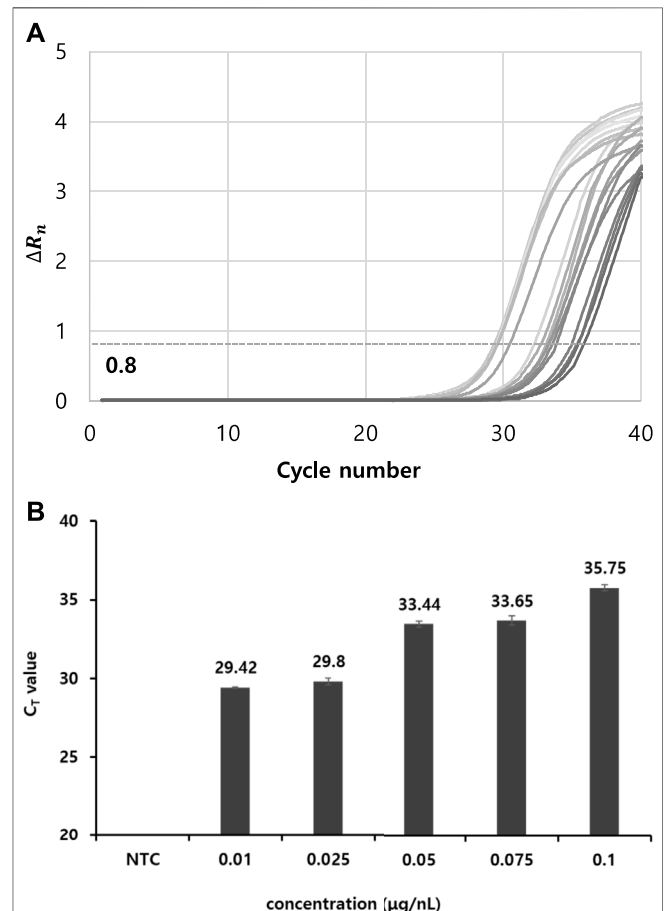 A
5
4
3
2
1
0
ΔRn
0.8
0 10 20 30 40
Cycle number
B
40
35
30
25
20
CT value
29.42
29.8
33.44
33.65
35.75
NTC 0.01 0.025 0.05 0.075 0.1
concentration (μg/nL)